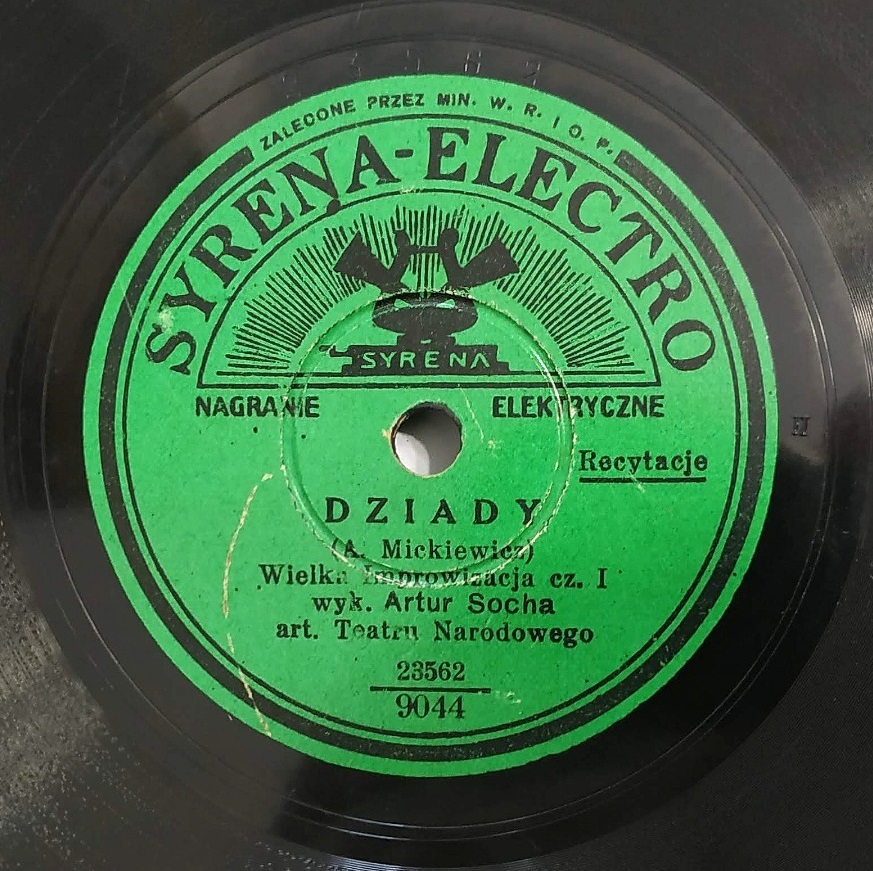 ZALECONE PRZEZ MIN. W. R. I O. P.
SYRENA-ELECTRO
SYRENA
NAGRANIE ELEKTRYCZNE
Recytacje
DZIADY
(A. Mickiewicz)
Wielka Improwizacja cz. I
wyk. Artur Socha
art. Teatru Narodowego
23562
9044